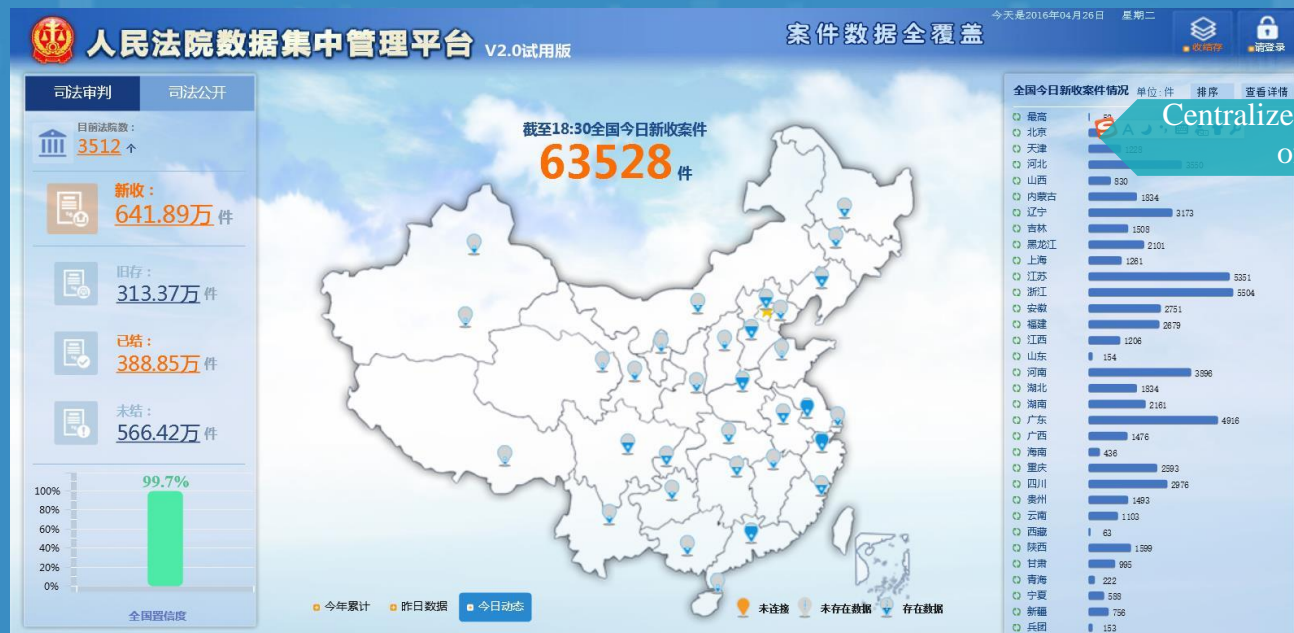 今天是2016年04月26日 星期二
人民法院数据集中管理平台 V2.0试用版
案件数据全覆盖
收结存
请登录
司法审判 司法公开
目前法院数：
3512
新收：
641.89万 件
旧存：
313.37万 件
已结：
388.85万 件
未结：
566.42万 件
99.7%
100%
80%
60%
40%
20%
0%
全国置信度
截至18:30全国今日新收案件
63528 件
今年累计 昨日数据 今日动态
未连接 未存在数据 存在数据
全国今日新收案件情况 单位:件 排序 查看详情
Centralize
o
最高
北京
天津
河北
山西 830
内蒙古 1834
辽宁 3173
吉林 1508
黑龙江 2101
上海 1261
江苏 5351
浙江 5504
安徽 2751
福建 2679
江西 1206
山东 154
河南 3896
湖北 1834
湖南 2161
广东 4916
广西 1476
海南 436
重庆 2593
四川 2976
贵州 1493
云南 1103
西藏 63
陕西 1599
甘肃 995
青海 222
宁夏 588
新疆 756
兵团 153